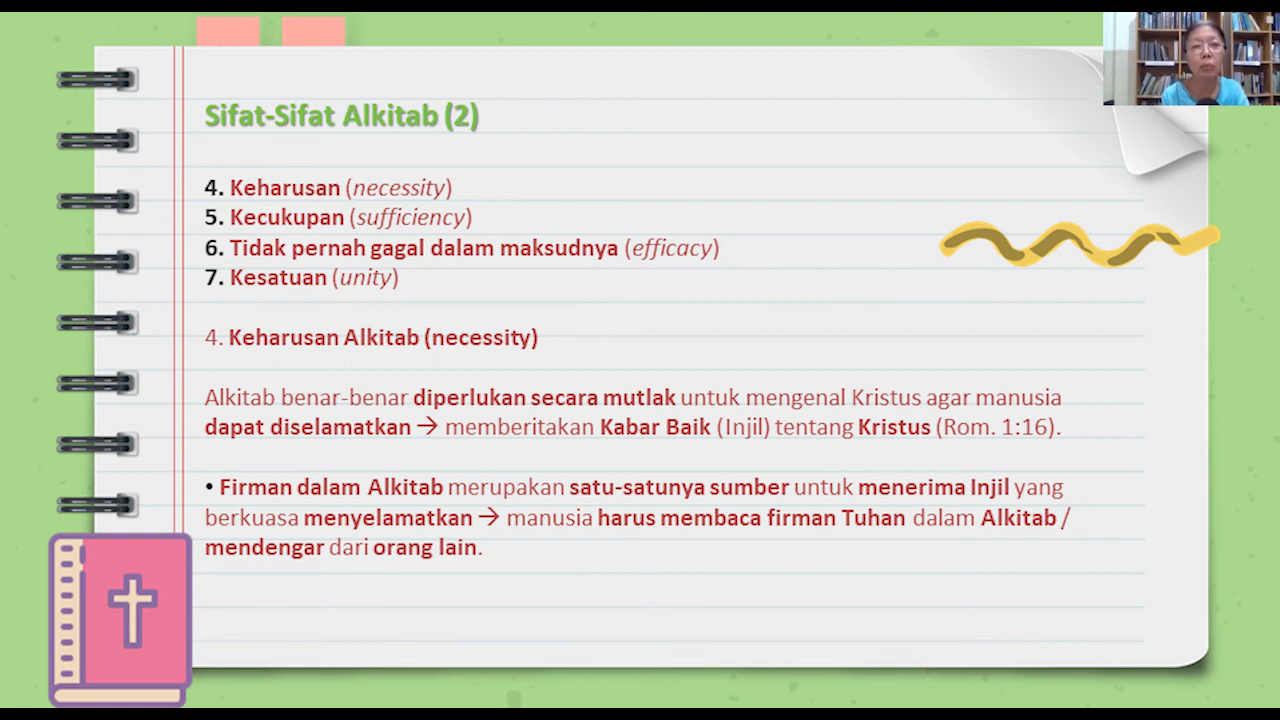 Sifat-Sifat Alkitab (2)
4. Keharusan (necessity)
5. Kecukupan (sufficiency)
6. Tidak pernah gagal dalam maksudnya (efficacy)
7. Kesatuan (unity)
4. Keharusan Alkitab (necessity)
Alkitab benar-benar diperlukan secara mutlak untuk mengenal Kristus agar manusia
dapat diselamatkan → memberitakan Kabar Baik (Injil) tentang Kristus (Rom. 1:16).
• Firman dalam Alkitab merupakan satu-satunya sumber untuk menerima Injil yang
berkuasa menyelamatkan → manusia harus membaca firman Tuhan dalam Alkitab /
mendengar dari orang lain.